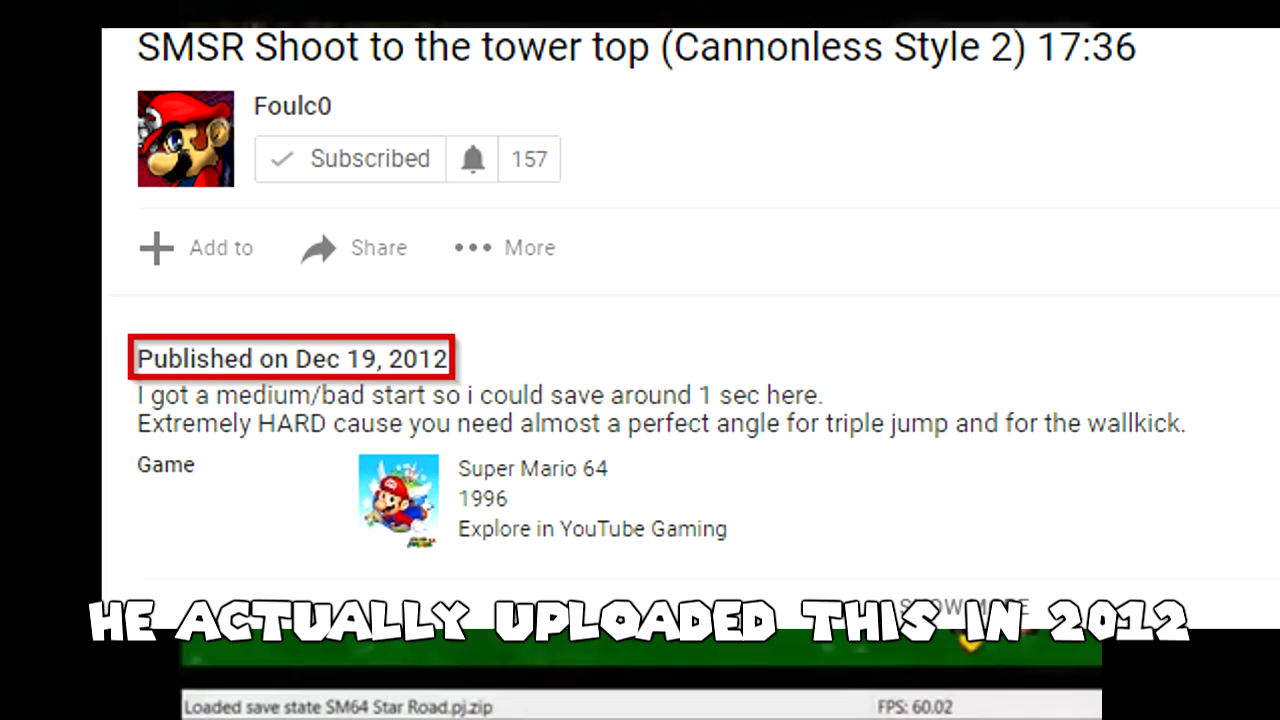 SMSR Shoot to the tower top (Cannonless Style 2) 17:36
Foulc0
Subscribed 157
Add to Share More
Published on Dec 19, 2012
I got a medium/bad start so i could save around 1 sec here.
Extremely HARD cause you need almost a perfect angle for triple jump and for the wallkick.
Game
Super Mario 64
1996
Explore in YouTube Gaming
SHOW MORE
HE ACTUALLY UPLOADED THIS IN 2012
Loaded save state SM64 Star Road.pj.zip FPS: 60.02